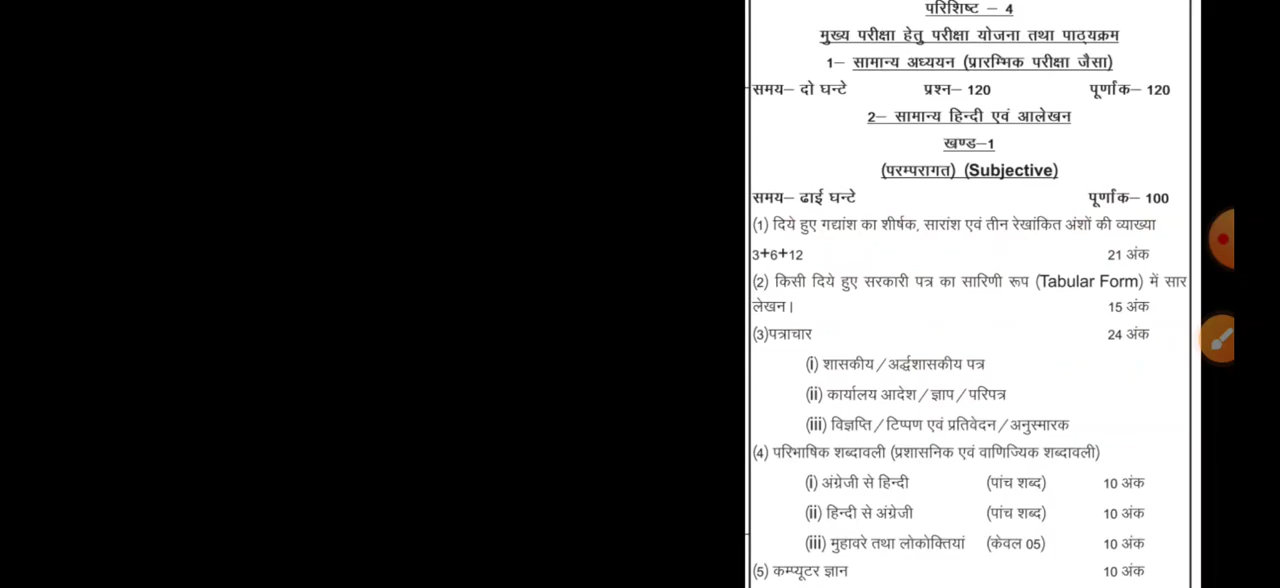 परिशिष्ट – 4
मुख्य परीक्षा हेतु परीक्षा योजना तथा पाठ्यक्रम
1– सामान्य अध्ययन (प्रारम्भिक परीक्षा जैसा)
समय– दो घन्टे प्रश्न– 120 पूर्णांक– 120
2– सामान्य हिन्दी एवं आलेखन
खण्ड–1
(परम्परागत) (Subjective)
समय– ढाई घन्टे पूर्णांक– 100
(1) दिये हुए गद्यांश का शीर्षक, सारांश एवं तीन रेखांकित अंशों की व्याख्या
3+6+12 21 अंक
(2) किसी दिये हुए सरकारी पत्र का सारिणी रूप (Tabular Form) में सार
लेखन। 15 अंक
(3)पत्राचार 24 अंक
(i) शासकीय/अर्द्धशासकीय पत्र
(ii) कार्यालय आदेश/ज्ञाप/परिपत्र
(iii) विज्ञप्ति/टिप्पण एवं प्रतिवेदन/अनुस्मारक
(4) परिभाषिक शब्दावली (प्रशासनिक एवं वाणिज्यिक शब्दावली)
(i) अंग्रेजी से हिन्दी (पांच शब्द) 10 अंक
(ii) हिन्दी से अंग्रेजी (पांच शब्द) 10 अंक
(iii) मुहावरे तथा लोकोक्तियां (केवल 05) 10 अंक
(5) कम्प्यूटर ज्ञान 10 अंक